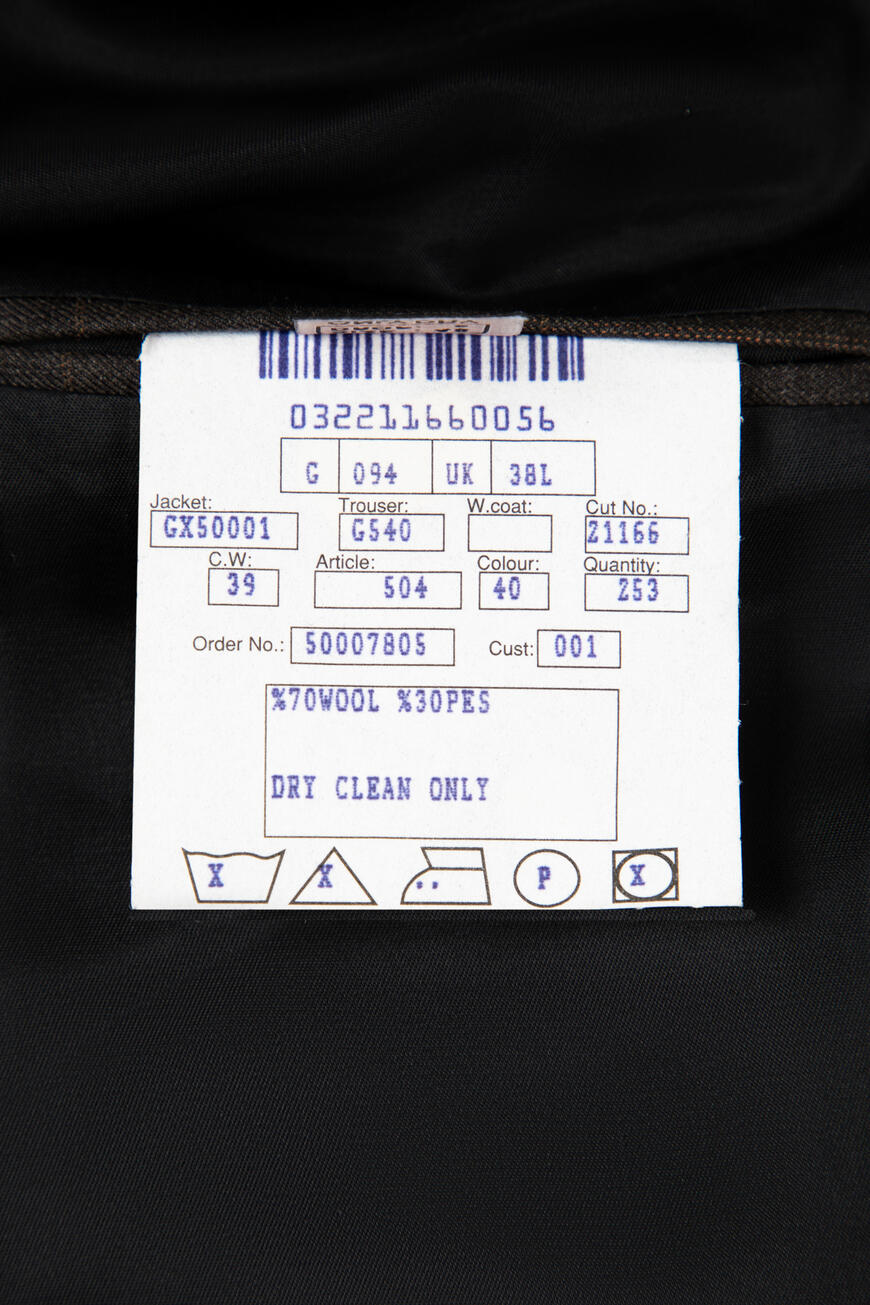 032211660056
G 094 UK 38L
Jacket: Trouser: W.coat: Cut No.:
GX50001 G540 21166
C.W: Article: Colour: Quantity:
39 504 40 253
Order No.: 50007805 Cust: 001
%70WOOL %30PES
DRY CLEAN ONLY
X X .. P X